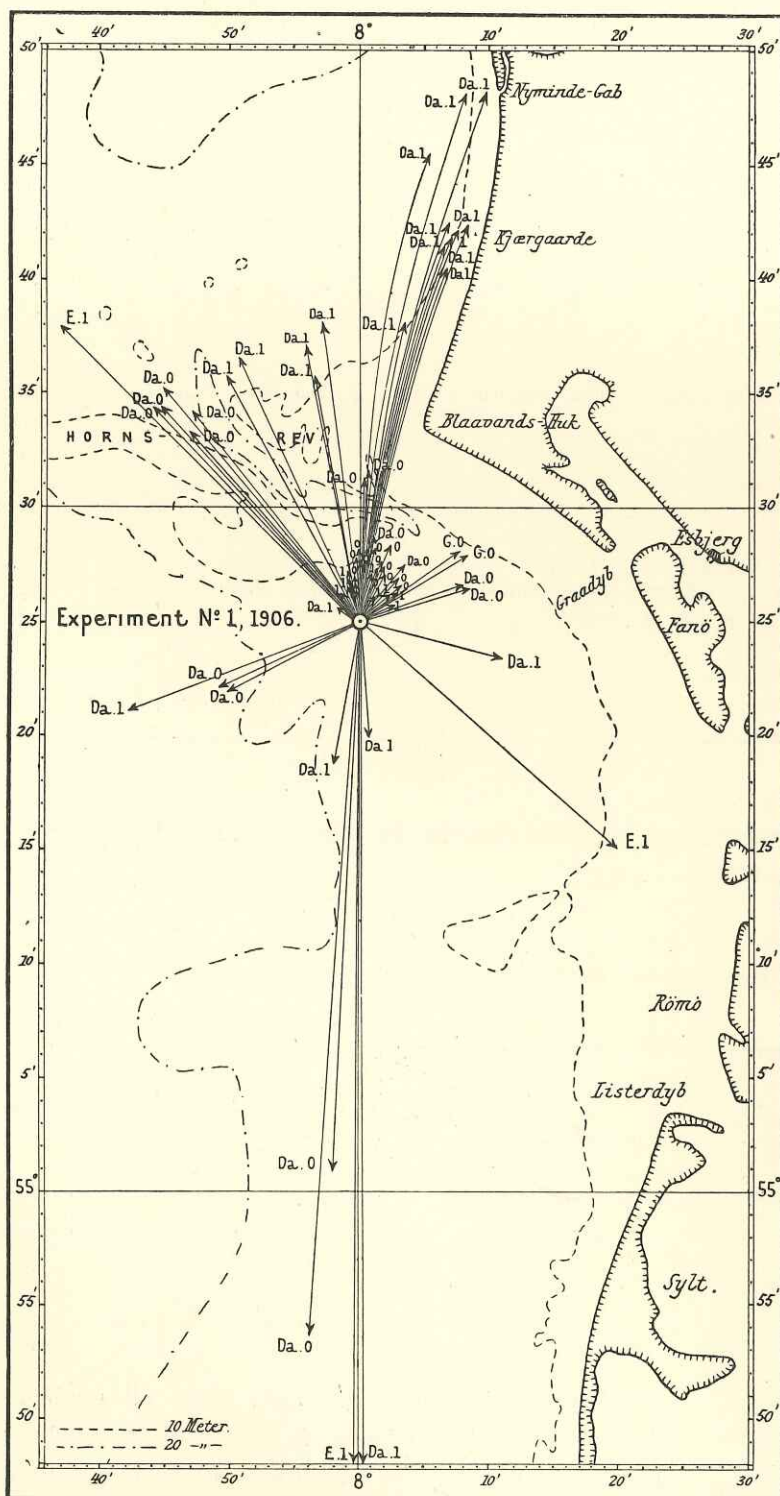 40' 50' 8° 10' 20' 30'
50' 50'
Da.1 Da.1 Nyminde-Gab
45' Da.1 45'
Da.1 Da.1
Da.1 1 Kjærgaarde
Da.1
40' Da.1 40'
E.1 Da.1 Da.1
Da.1 Da.1
Da.1 Da.1
35' Da.0 35'
Da.0
Da.0 Da.0 Blaavands-Huk
HORNS Da.0 REV
Da.0 Da.0
30' 30'
Da.0 Esbjerg
G.0 G.0
Da.0 Graadyb
Da.0
Da.1 Da.0
25' Experiment No 1, 1906. Fanö 25'
Da.1
Da.0
Da.0
Da.1
20' Da.1 20'
Da.1
15' E.1 15'
10' 10'
Römö
5' 5'
Listerdyb
Da.0
55° 55°
Sylt.
55' 55'
Da.0
50' 10 Meter. 50'
20 -"-
E.1 Da.1
40' 50' 8° 10' 20' 30'